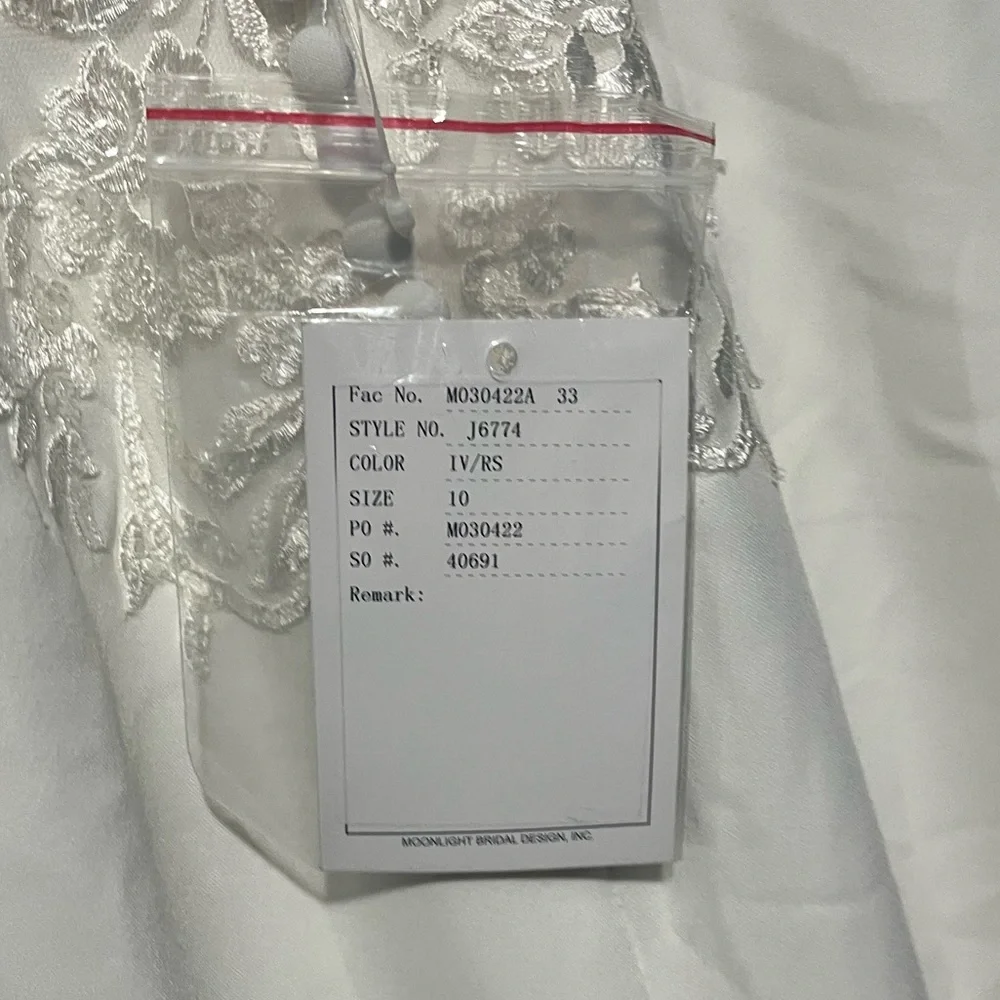 Fac No. M030422A 33
STYLE NO. J6774
COLOR IV/RS
SIZE 10
PO #. M030422
SO #. 40691
Remark:
MOONLIGHT BRIDAL DESIGN, INC.